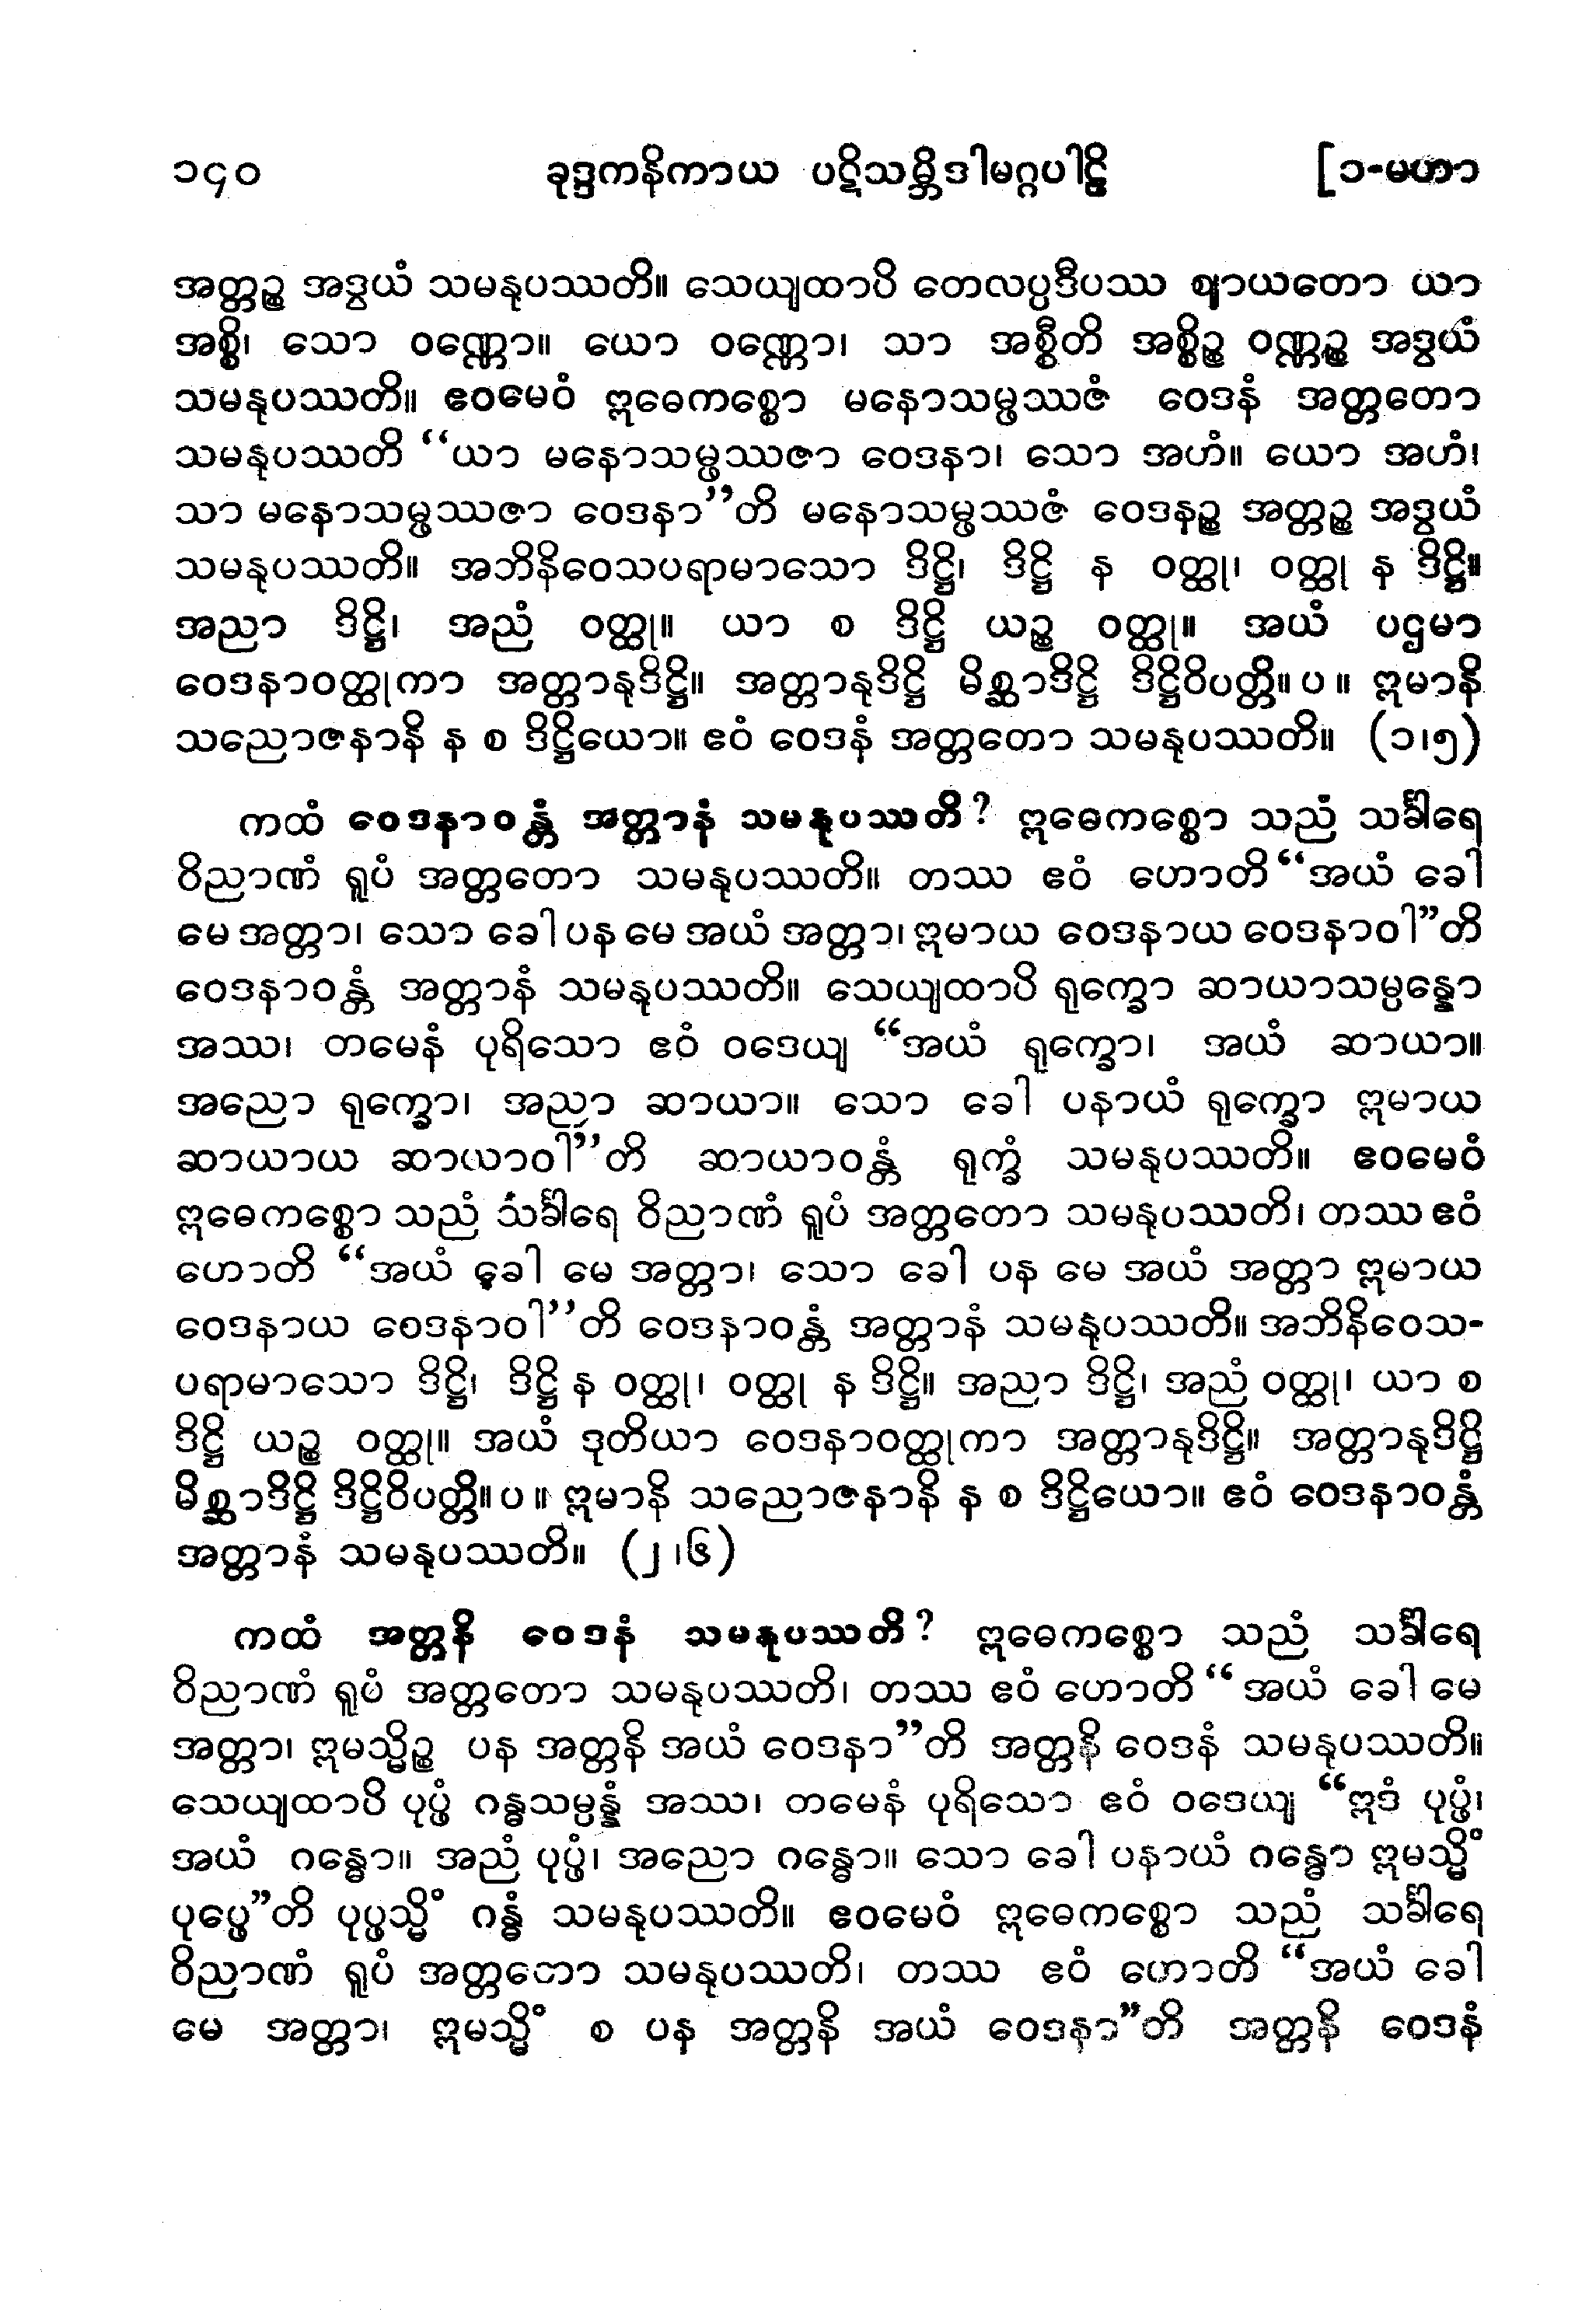 ၁၄၀ ခုဒ္ဒကနိကာယ ပဋိသမ္ဘိဒါမဂ္ဂပါဠိ [၁-မဟာ
အတ္တဉ္စ အဒွယံ သမနုပဿတိ။ သေယျထာပိ တေလပ္ပဒီပဿ ဈာယတော ယာ
အစ္စိ၊ သော ဝဏ္ဏော။ ယော ဝဏ္ဏော၊ သာ အစ္စီတိ အစ္စိဉ္စ ဝဏ္ဏဉ္စ အဒွယံ
သမနုပဿတိ။ ဧဝမေဝံ ဣဓေကစ္စော မနောသမ္ဖဿဇံ ဝေဒနံ အတ္တတော
သမနုပဿတိ “ယာ မနောသမ္ဖဿဇာ ဝေဒနာ၊ သော အဟံ။ ယော အဟံ၊
သာ မနောသမ္ဖဿဇာ ဝေဒနာ”တိ မနောသမ္ဖဿဇံ ဝေဒနဉ္စ အတ္တဉ္စ အဒွယံ
သမနုပဿတိ။ အဘိနိဝေသပရာမာသော ဒိဋ္ဌိ၊ ဒိဋ္ဌိ န ဝတ္ထု၊ ဝတ္ထု န ဒိဋ္ဌိ။
အညာ ဒိဋ္ဌိ၊ အညံ ဝတ္ထု။ ယာ စ ဒိဋ္ဌိ ယဉ္စ ဝတ္ထု။ အယံ ပဌမာ
ဝေဒနာဝတ္ထုကာ အတ္တာနုဒိဋ္ဌိ။ အတ္တာနုဒိဋ္ဌိ မိစ္ဆာဒိဋ္ဌိ ဒိဋ္ဌိဝိပတ္တိ။ ပ ။ ဣမာနိ
သညောဇနာနိ န စ ဒိဋ္ဌိယော။ ဧဝံ ဝေဒနံ အတ္တတော သမနုပဿတိ။ (၁၊၅)
ကထံ ဝေဒနာဝန္တံ အတ္တာနံ သမနုပဿတိ? ဣဓေကစ္စော သညံ သင်္ခါရေ
ဝိညာဏံ ရူပံ အတ္တတော သမနုပဿတိ။ တဿ ဧဝံ ဟောတိ “အယံ ခေါ
မေ အတ္တာ၊ သော ခေါ ပန မေ အယံ အတ္တာ၊ ဣမာယ ဝေဒနာယ ဝေဒနာဝါ”တိ
ဝေဒနာဝန္တံ အတ္တာနံ သမနုပဿတိ။ သေယျထာပိ ရုက္ခော ဆာယာသမ္ပန္နော
အဿ၊ တမေနံ ပုရိသော ဧဝံ ဝဒေယျ “အယံ ရုက္ခော၊ အယံ ဆာယာ။
အညော ရုက္ခော၊ အညာ ဆာယာ။ သော ခေါ ပနာယံ ရုက္ခော ဣမာယ
ဆာယာယ ဆာယာဝါ”တိ ဆာယာဝန္တံ ရုက္ခံ သမနုပဿတိ။ ဧဝမေဝံ
ဣဓေကစ္စော သညံ သင်္ခါရေ ဝိညာဏံ ရူပံ အတ္တတော သမနုပဿတိ၊ တဿ ဧဝံ
ဟောတိ “အယံ ခေါ မေ အတ္တာ၊ သော ခေါ ပန မေ အယံ အတ္တာ ဣမာယ
ဝေဒနာယ ဝေဒနာဝါ”တိ ဝေဒနာဝန္တံ အတ္တာနံ သမနုပဿတိ။ အဘိနိဝေသ-
ပရာမာသော ဒိဋ္ဌိ၊ ဒိဋ္ဌိ န ဝတ္ထု၊ ဝတ္ထု န ဒိဋ္ဌိ။ အညာ ဒိဋ္ဌိ၊ အညံ ဝတ္ထု၊ ယာ စ
ဒိဋ္ဌိ ယဉ္စ ဝတ္ထု။ အယံ ဒုတိယာ ဝေဒနာဝတ္ထုကာ အတ္တာနုဒိဋ္ဌိ။ အတ္တာနုဒိဋ္ဌိ
မိစ္ဆာဒိဋ္ဌိ ဒိဋ္ဌိဝိပတ္တိ။ ပ ။ ဣမာနိ သညောဇနာနိ န စ ဒိဋ္ဌိယော။ ဧဝံ ဝေဒနာဝန္တံ
အတ္တာနံ သမနုပဿတိ။ (၂၊၆)
ကထံ အတ္တနိ ဝေဒနံ သမနုပဿတိ? ဣဓေကစ္စော သညံ သင်္ခါရေ
ဝိညာဏံ ရူပံ အတ္တတော သမနုပဿတိ၊ တဿ ဧဝံ ဟောတိ “အယံ ခေါ မေ
အတ္တာ၊ ဣမသ္မိဉ္စ ပန အတ္တနိ အယံ ဝေဒနာ”တိ အတ္တနိ ဝေဒနံ သမနုပဿတိ။
သေယျထာပိ ပုပ္ဖံ ဂန္ဓသမ္ပန္နံ အဿ၊ တမေနံ ပုရိသော ဧဝံ ဝဒေယျ “ဣဒံ ပုပ္ဖံ၊
အယံ ဂန္ဓော။ အညံ ပုပ္ဖံ၊ အညော ဂန္ဓော။ သော ခေါ ပနာယံ ဂန္ဓော ဣမသ္မိံ
ပုပ္ဖေ”တိ ပုပ္ဖသ္မိံ ဂန္ဓံ သမနုပဿတိ။ ဧဝမေဝံ ဣဓေကစ္စော သညံ သင်္ခါရေ
ဝိညာဏံ ရူပံ အတ္တတော သမနုပဿတိ၊ တဿ ဧဝံ ဟောတိ “အယံ ခေါ
မေ အတ္တာ၊ ဣမသ္မိံ စ ပန အတ္တနိ အယံ ဝေဒနာ”တိ အတ္တနိ ဝေဒနံ